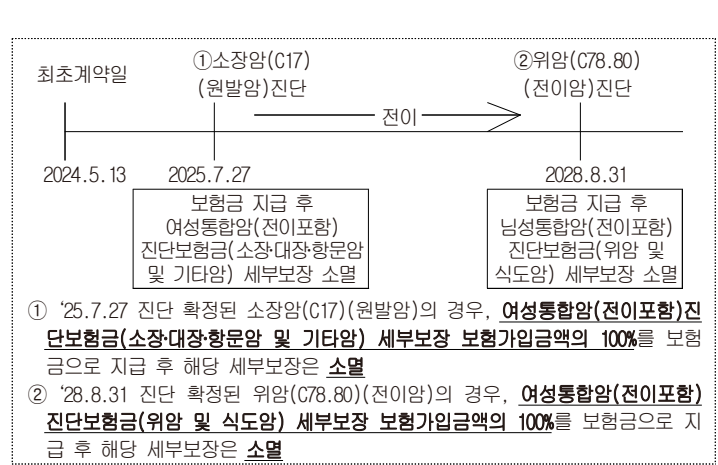 최초계약일
①소장암(C17)
(원발암)진단
②위암(C78.80)
(전이암)진단
전이
2024.5.13
2025.7.27
2028.8.31
보험금 지급 후
여성통합암(전이포함)
진단보험금(소장·대장·항문암
및 기타암) 세부보장 소멸
보험금 지급 후
님성통합암(전이포함)
진단보험금(위암 및
식도암) 세부보장 소멸
① ‘25.7.27 진단 확정된 소장암(C17)(원발암)의 경우, 여성통합암(전이포함)진
단보험금(소장·대장·항문암 및 기타암) 세부보장 보험가입금액의 100%를 보험
금으로 지급 후 해당 세부보장은 소멸
② ‘28.8.31 진단 확정된 위암(C78.80)(전이암)의 경우, 여성통합암(전이포함)
진단보험금(위암 및 식도암) 세부보장 보험가입금액의 100%를 보험금으로 지
급 후 해당 세부보장은 소멸